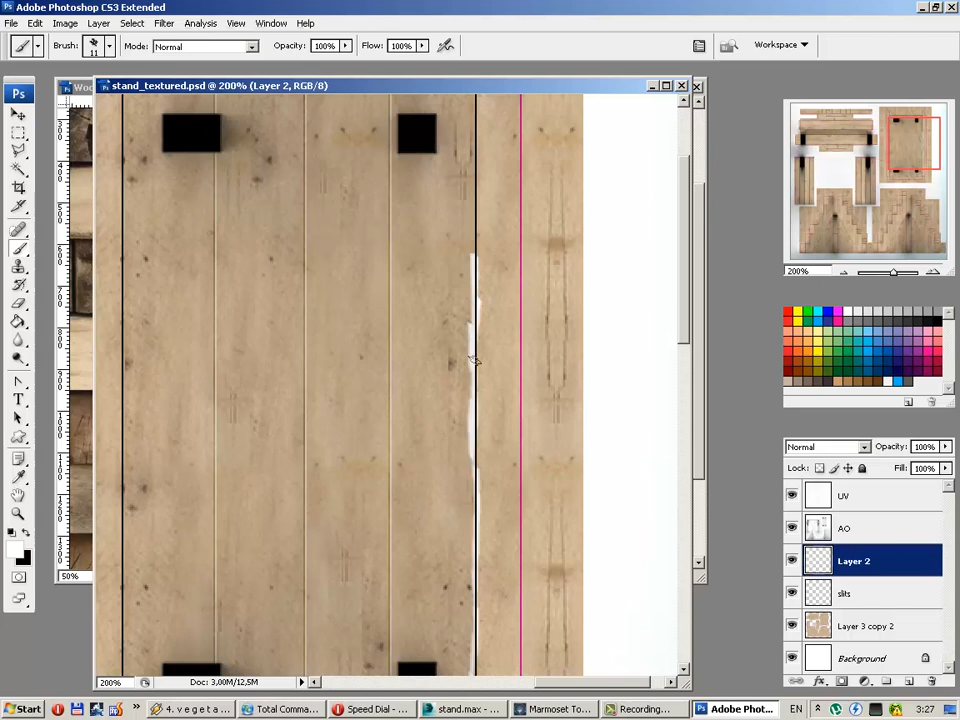 Adobe Photoshop CS3 Extended
File Edit Image Layer Select Filter Analysis View Window Help
Brush: 11 Mode: Normal Opacity: 100% Flow: 100% Workspace
Ps
stand_textured.psd @ 200% (Layer 2, RGB/8)
200%
Normal Opacity: 100%
Lock: Fill: 100%
UV
AO
Layer 2
slits
Layer 3 copy 2
Background
50%
200% Doc: 3,00M/12,5M
Start Total Comma... Speed Dial - ... stand.max - ... Marmoset To... Recording... Adobe Phot... EN 3:27